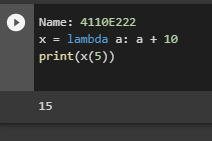 Name: 4110E222
x = lambda a: a + 10
print(x(5))
15